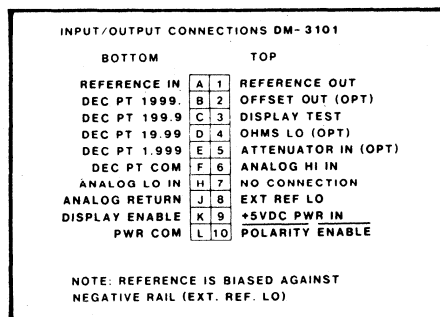 INPUT/OUTPUT CONNECTIONS DM-3101
BOTTOM TOP
REFERENCE IN A 1 REFERENCE OUT
DEC PT 1999. B 2 OFFSET OUT (OPT)
DEC PT 199.9 C 3 DISPLAY TEST
DEC PT 19.99 D 4 OHMS LO (OPT)
DEC PT 1.999 E 5 ATTENUATOR IN (OPT)
DEC PT COM F 6 ANALOG HI IN
ANALOG LO IN H 7 NO CONNECTION
ANALOG RETURN J 8 EXT REF LO
DISPLAY ENABLE K 9 +5VDC PWR IN
PWR COM L 10 POLARITY ENABLE
NOTE: REFERENCE IS BIASED AGAINST
NEGATIVE RAIL (EXT. REF. LO)